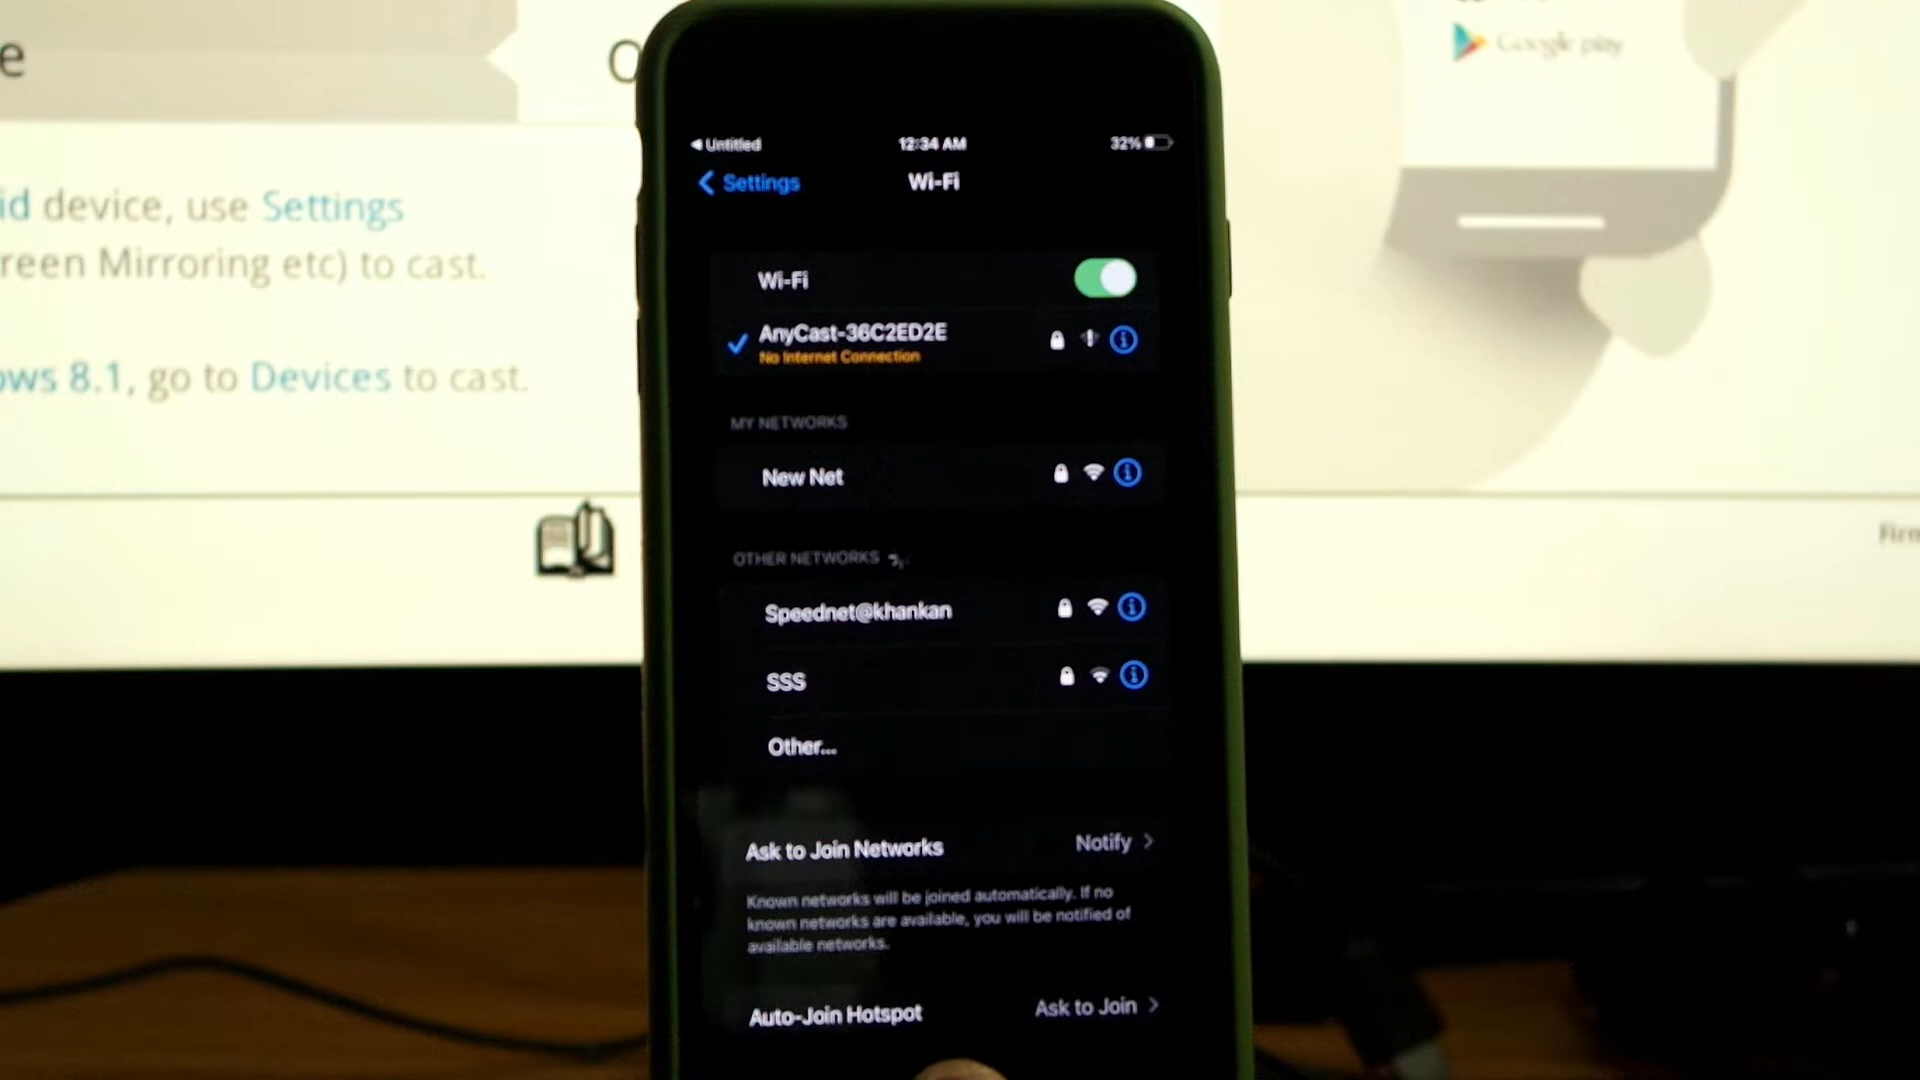 e
id device, use Settings
reen Mirroring etc) to cast.
ows 8.1, go to Devices to cast.
Google play
Untitled
12:34 AM
32%
Settings
Wi-Fi
Wi-Fi
AnyCast-36C2ED2E
No Internet Connection
MY NETWORKS
New Net
OTHER NETWORKS
Speednet@khankan
SSS
Other...
Ask to Join Networks
Notify
Known networks will be joined automatically. If no
known networks are available, you will be notified of
available networks.
Auto-Join Hotspot
Ask to Join